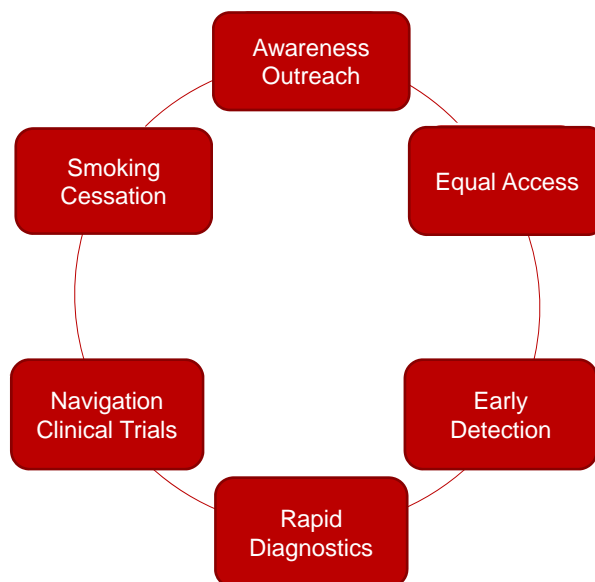 Awareness
Outreach
Equal Access
Early
Detection
Rapid
Diagnostics
Navigation
Clinical Trials
Smoking
Cessation